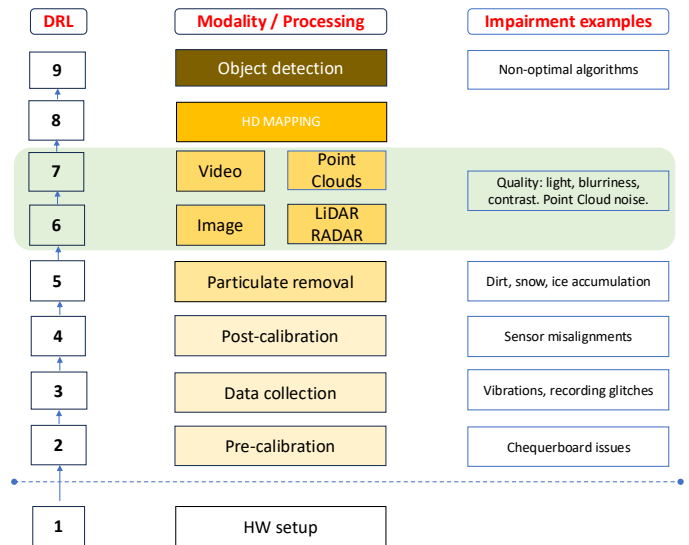 DRL
Modality / Processing
Impairment examples
9
Object detection
Non-optimal algorithms
8
HD MAPPING
7
Video
Point
Clouds
Quality: light, blurriness,
contrast. Point Cloud noise.
6
Image
LiDAR
RADAR
5
Particulate removal
Dirt, snow, ice accumulation
4
Post-calibration
Sensor misalignments
3
Data collection
Vibrations, recording glitches
2
Pre-calibration
Chequerboard issues
1
HW setup